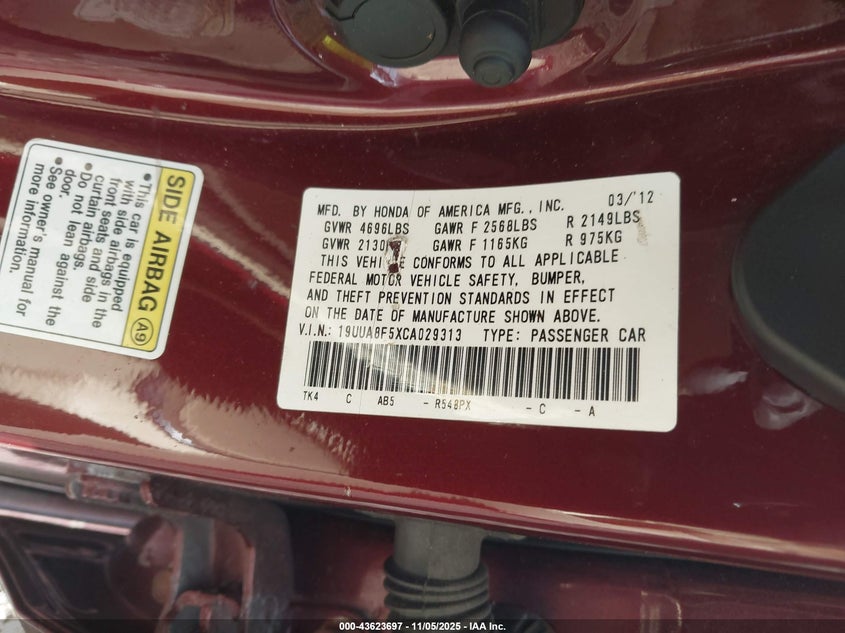 SIDE AIRBAG A9
•This car is equipped
with side airbags in the
front seats and side
curtain airbags.
•Do not lean against the
door.
•See owner's manual for
more information.
MFD. BY HONDA OF AMERICA MFG., INC. 03/'12
GVWR 4696LBS GAWR F 2568LBS R 2149LBS
GVWR 2130 GAWR F 1165KG R 975KG
THIS VEHICLE CONFORMS TO ALL APPLICABLE
FEDERAL MOTOR VEHICLE SAFETY, BUMPER,
AND THEFT PREVENTION STANDARDS IN EFFECT
ON THE DATE OF MANUFACTURE SHOWN ABOVE.
V.I.N.: 19UUA8F5XCA029313 TYPE: PASSENGER CAR
TK4 C AB5 - R548PX - C - A
000-43623697 - 11/05/2025 - IAA Inc.